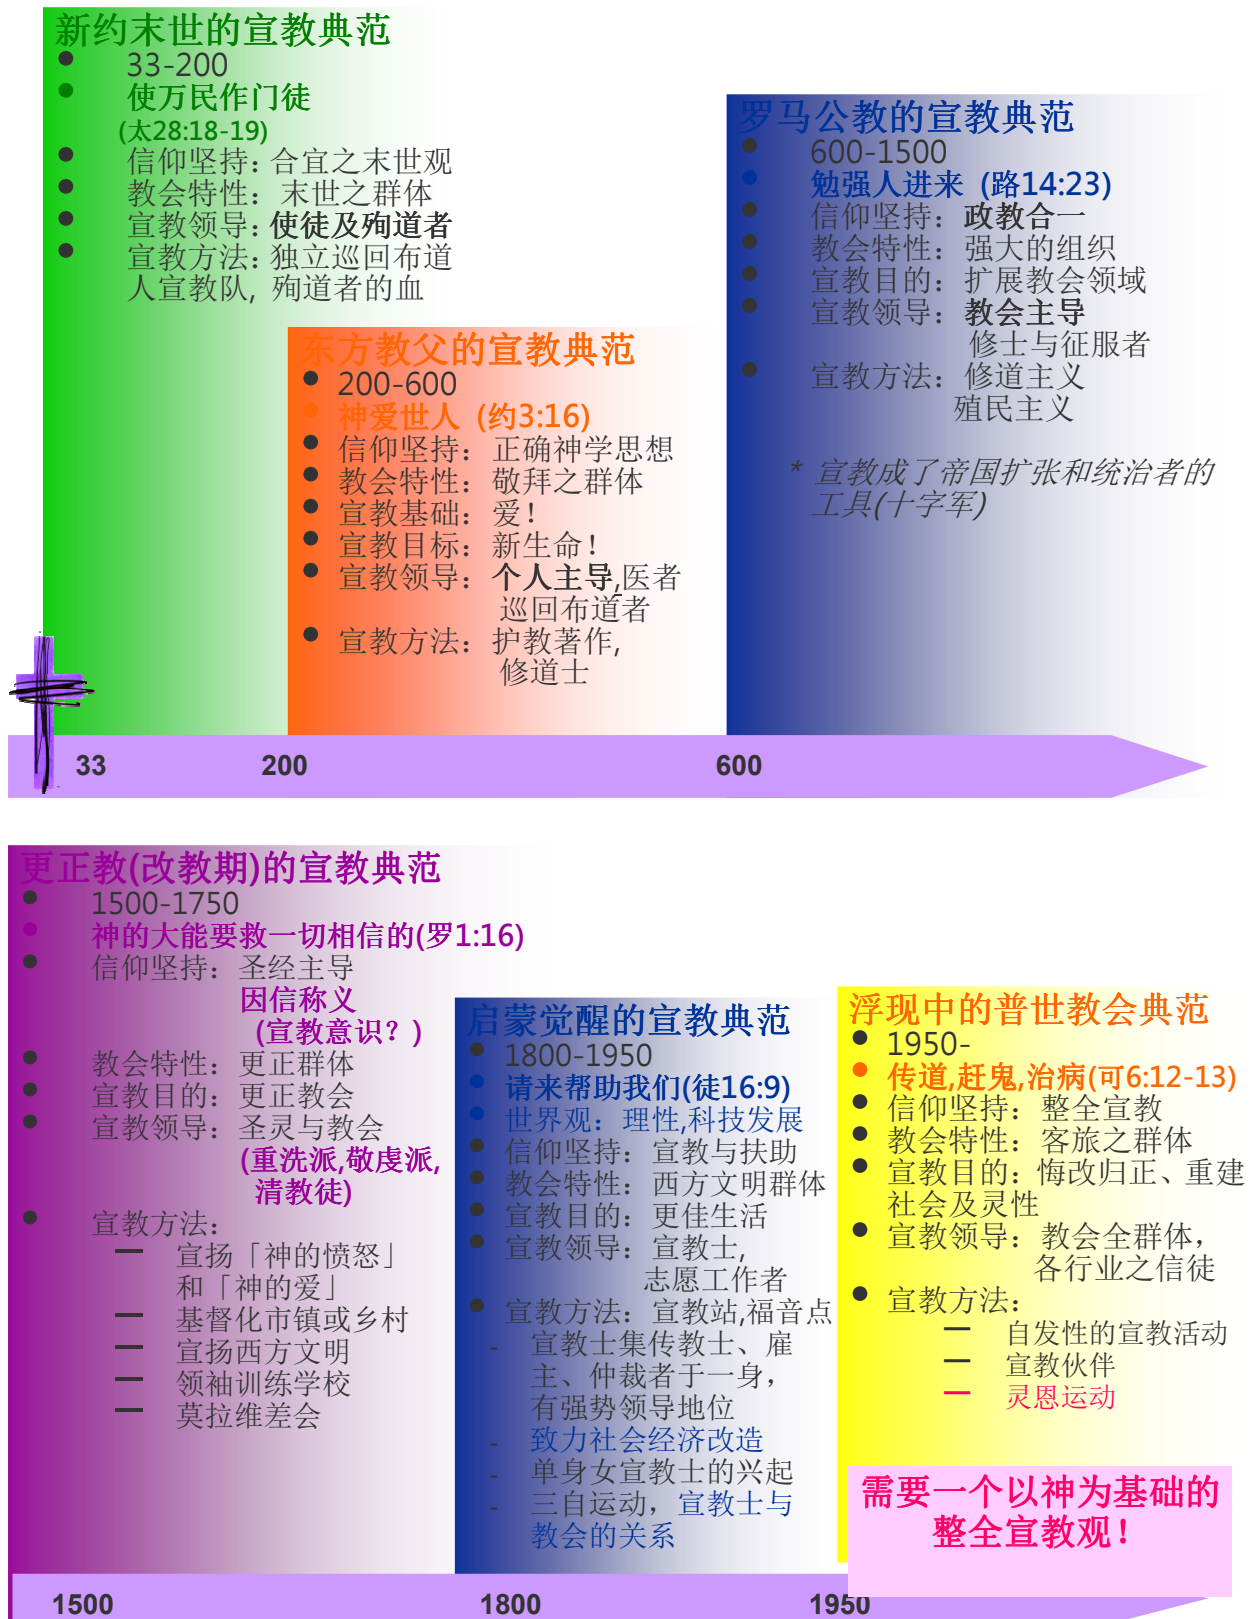 新约末世的宣教典范
● 33-200
● 使万民作门徒
(太28:18-19)
● 信仰坚持：合宜之末世观
● 教会特性：末世之群体
● 宣教领导：使徒及殉道者
● 宣教方法：独立巡回布道
人宣教队, 殉道者的血
东方教父的宣教典范
● 200-600
● 神爱世人 (约3:16)
● 信仰坚持：正确神学思想
● 教会特性：敬拜之群体
● 宣教基础：爱！
● 宣教目标：新生命！
● 宣教领导：个人主导,医者
巡回布道者
● 宣教方法：护教著作,
修道士
罗马公教的宣教典范
● 600-1500
● 勉强人进来 (路14:23)
● 信仰坚持：政教合一
● 教会特性：强大的组织
● 宣教目的：扩展教会领域
● 宣教领导：教会主导
修士与征服者
● 宣教方法：修道主义
殖民主义
* 宣教成了帝国扩张和统治者的
工具(十字军)
33
200
600
更正教(改教期)的宣教典范
● 1500-1750
● 神的大能要救一切相信的(罗1:16)
● 信仰坚持：圣经主导
因信称义
(宣教意识？)
● 教会特性：更正群体
● 宣教目的：更正教会
● 宣教领导：圣灵与教会
(重洗派,敬虔派,
清教徒)
● 宣教方法：
— 宣扬「神的愤怒」
和「神的爱」
— 基督化市镇或乡村
— 宣扬西方文明
— 领袖训练学校
— 莫拉维差会
启蒙觉醒的宣教典范
● 1800-1950
● 请来帮助我们(徒16:9)
● 世界观：理性,科技发展
● 信仰坚持：宣教与扶助
● 教会特性：西方文明群体
● 宣教目的：更佳生活
● 宣教领导：宣教士,
志愿工作者
● 宣教方法：宣教站,福音点
- 宣教士集传教士、雇
主、仲裁者于一身，
有强势领导地位
- 致力社会经济改造
- 单身女宣教士的兴起
- 三自运动，宣教士与
教会的关系
浮现中的普世教会典范
● 1950-
● 传道,赶鬼,治病(可6:12-13)
● 信仰坚持：整全宣教
● 教会特性：客旅之群体
● 宣教目的：悔改归正、重建
社会及灵性
● 宣教领导：教会全群体，
各行业之信徒
● 宣教方法：
— 自发性的宣教活动
— 宣教伙伴
— 灵恩运动
需要一个以神为基础的
整全宣教观！
1500
1800
1950